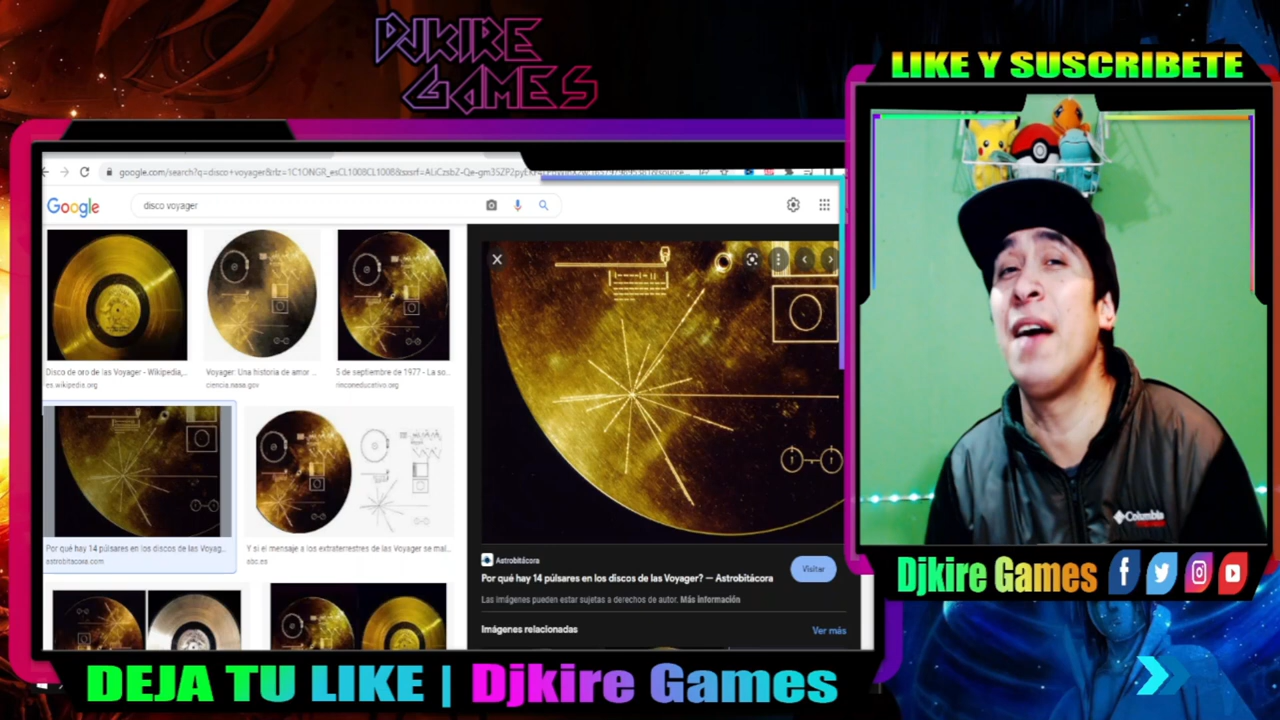 DJKIRE
GAMES
LIKE Y SUSCRIBETE
Google
disco voyager
Disco de oro de las Voyager - Wikipedia,...
es.wikipedia.org
Voyager: Una historia de amor ...
ciencia.nasa.gov
5 de septiembre de 1977 - La so...
rinconeducativo.org
Por qué hay 14 púlsares en los discos de las Voyag...
astrobitacora.com
Y si el mensaje a los extraterrestres de las Voyager se mal...
abc.es
Astrobitácora
Por qué hay 14 púlsares en los discos de las Voyager? — Astrobitácora
Visitar
Las imágenes pueden estar sujetas a derechos de autor. Más información
Imágenes relacionadas
Ver más
Columbia
Djkire Games
DEJA TU LIKE | Djkire Games